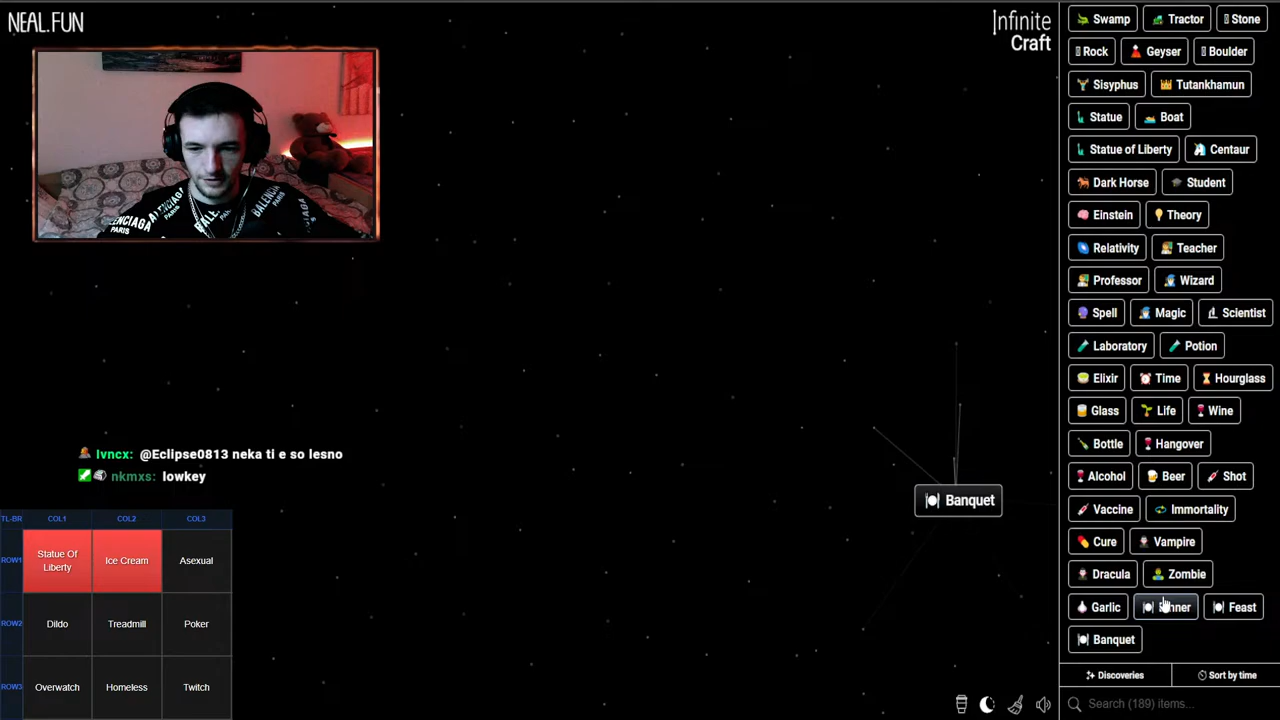 NEAL.FUN
Infinite
Craft
BALENCIAGA
PARIS
lvncx: @Eclipse0813 neka ti e so lesno
nkmxs: lowkey
TL-BR COL1 COL2 COL3
ROW1 Statue Of Liberty Ice Cream Asexual
ROW2 Dildo Treadmill Poker
ROW3 Overwatch Homeless Twitch
Banquet
Swamp Tractor Stone
Rock Geyser Boulder
Sisyphus Tutankhamun
Statue Boat
Statue of Liberty Centaur
Dark Horse Student
Einstein Theory
Relativity Teacher
Professor Wizard
Spell Magic Scientist
Laboratory Potion
Elixir Time Hourglass
Glass Life Wine
Bottle Hangover
Alcohol Beer Shot
Vaccine Immortality
Cure Vampire
Dracula Zombie
Garlic Dinner Feast
Banquet
Discoveries Sort by time
Search (189) items...